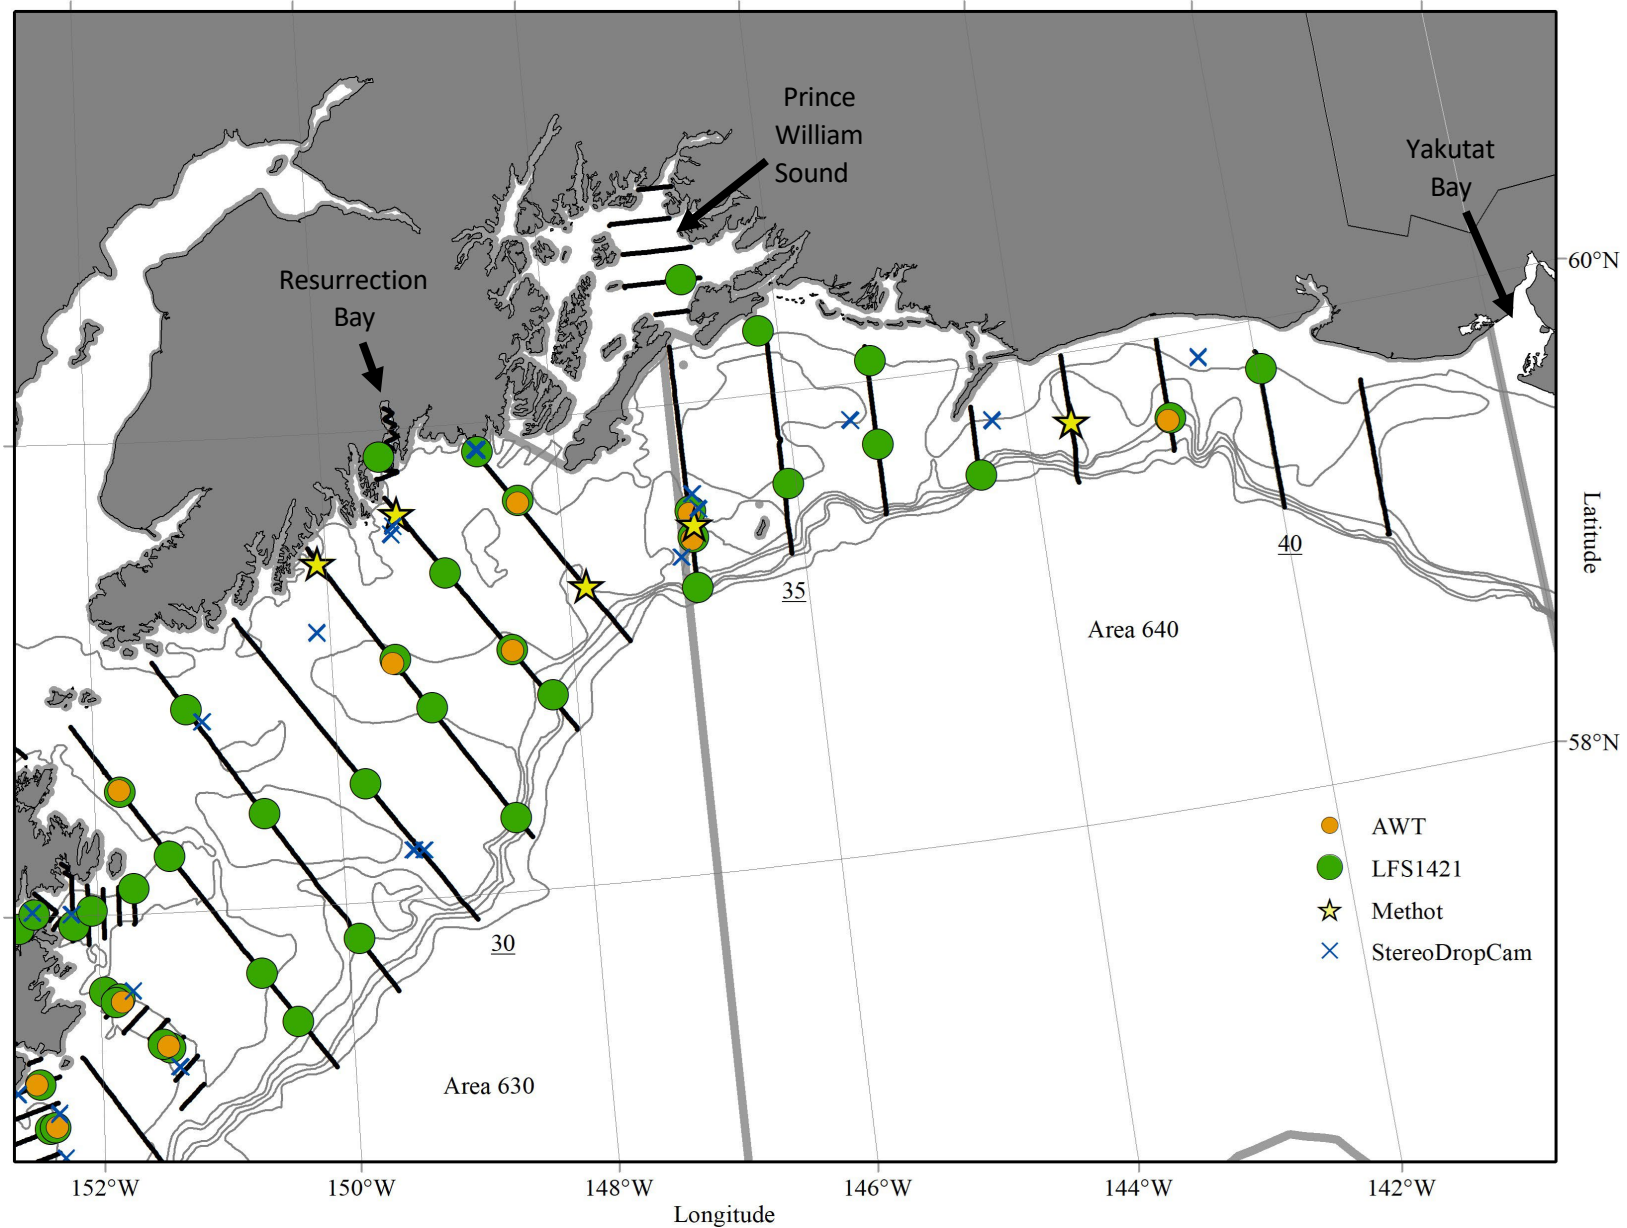 Prince
William
Sound
Yakutat
Bay
60°N
Resurrection
Bay
Latitude
40
35
Area 640
58°N
AWT
LFS1421
Methot
StereoDropCam
30
Area 630
152°W
150°W
148°W
146°W
144°W
142°W
Longitude